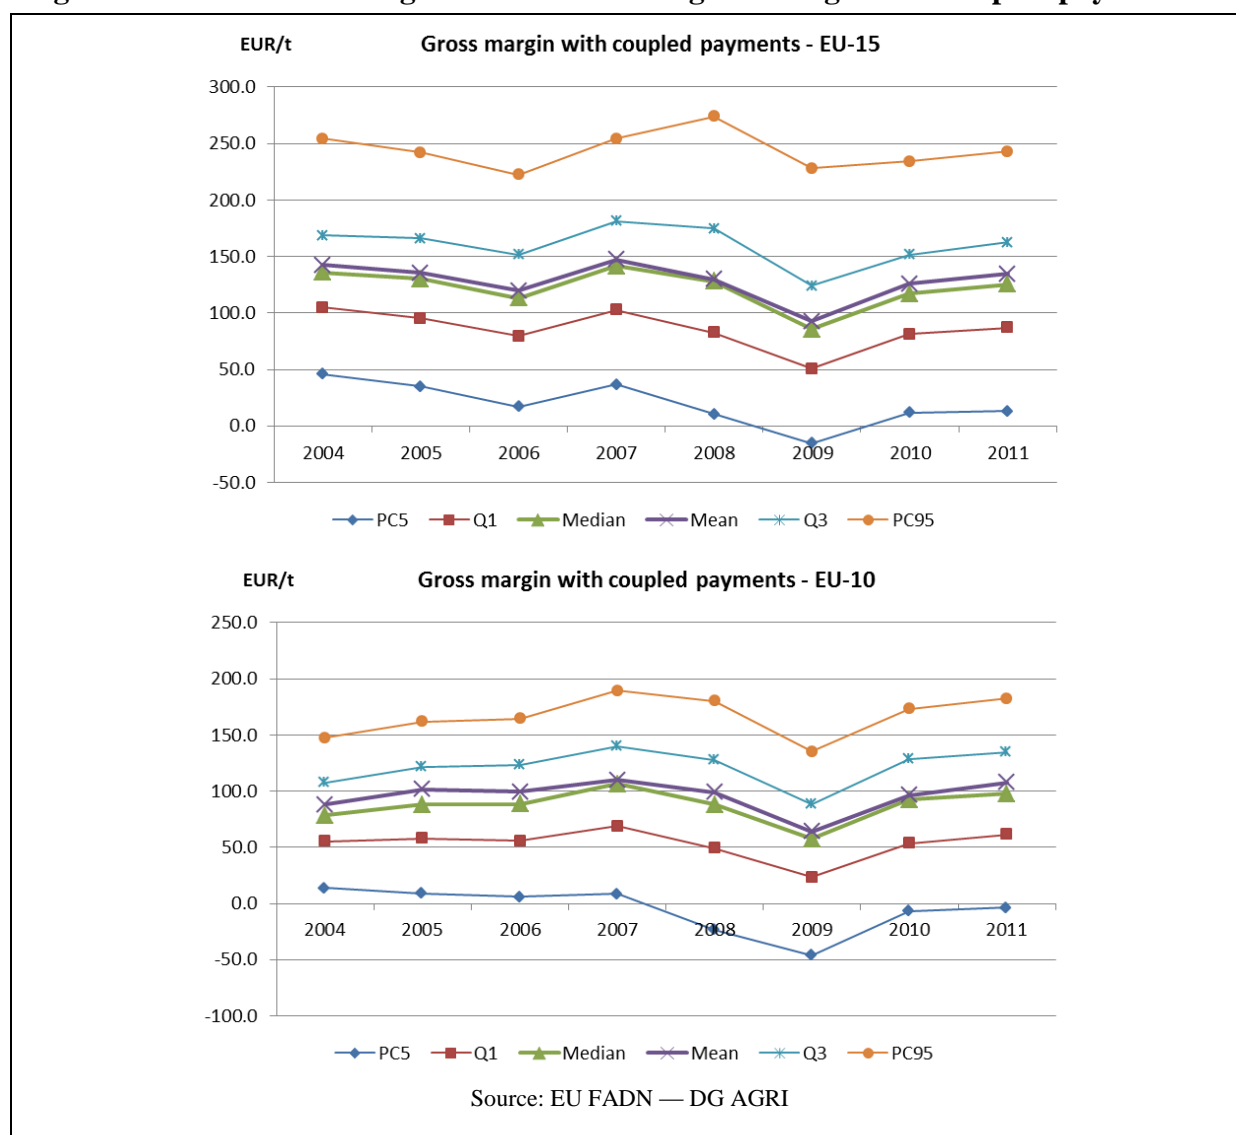 EUR/t Gross margin with coupled payments - EU-15
300.0
250.0
200.0
150.0
100.0
50.0
0.0
2004 2005 2006 2007 2008 2009 2010 2011
-50.0
PC5 Q1 Median Mean Q3 PC95
EUR/t Gross margin with coupled payments - EU-10
250.0
200.0
150.0
100.0
50.0
0.0
2004 2005 2006 2007 2008 2009 2010 2011
-50.0
-100.0
PC5 Q1 Median Mean Q3 PC95
Source: EU FADN — DG AGRI